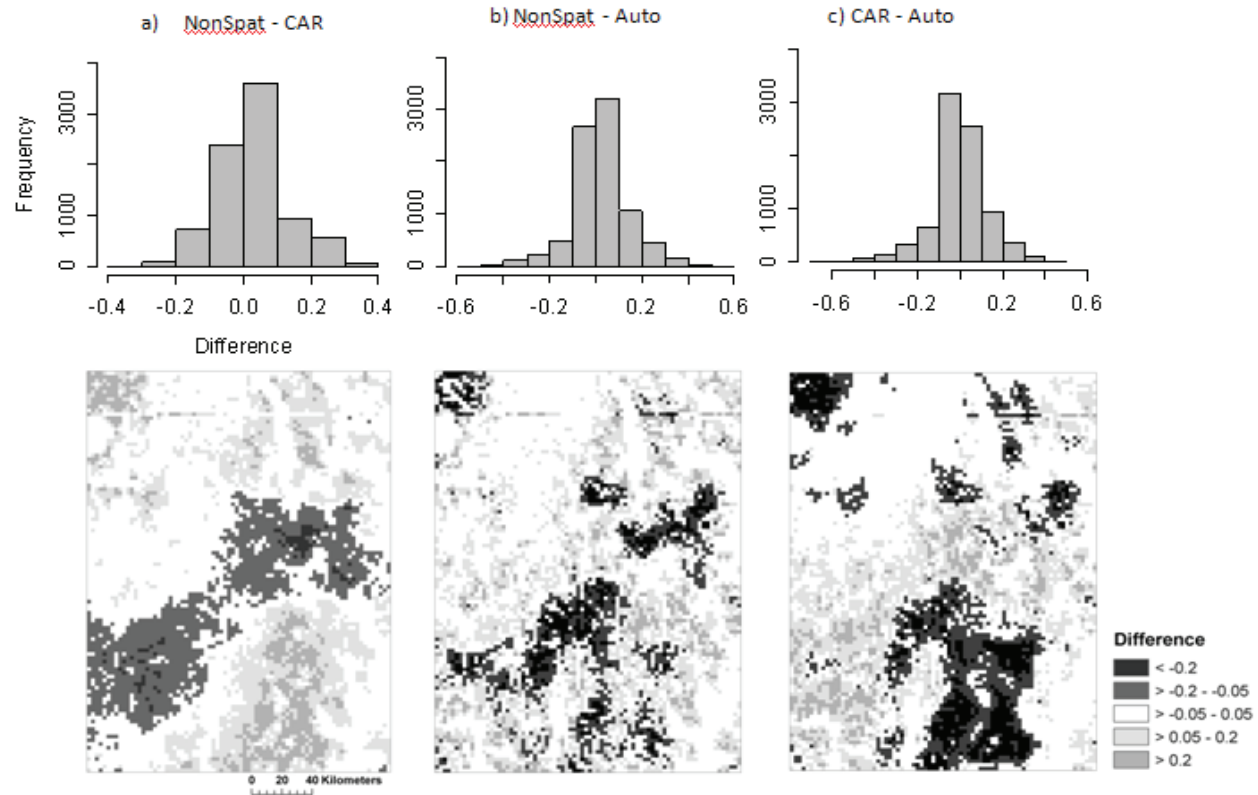 a) NonSpat - CAR
b) NonSpat - Auto
c) CAR - Auto
Frequency
0 1000 3000
-0.4 -0.2 0.0 0.2 0.4
Difference
0 1000 3000
-0.6 -0.2 0.2 0.6
0 1000 3000
-0.6 -0.2 0.2 0.6
0 20 40 Kilometers
Difference
< -0.2
> -0.2 - -0.05
> -0.05 - 0.05
> 0.05 - 0.2
> 0.2